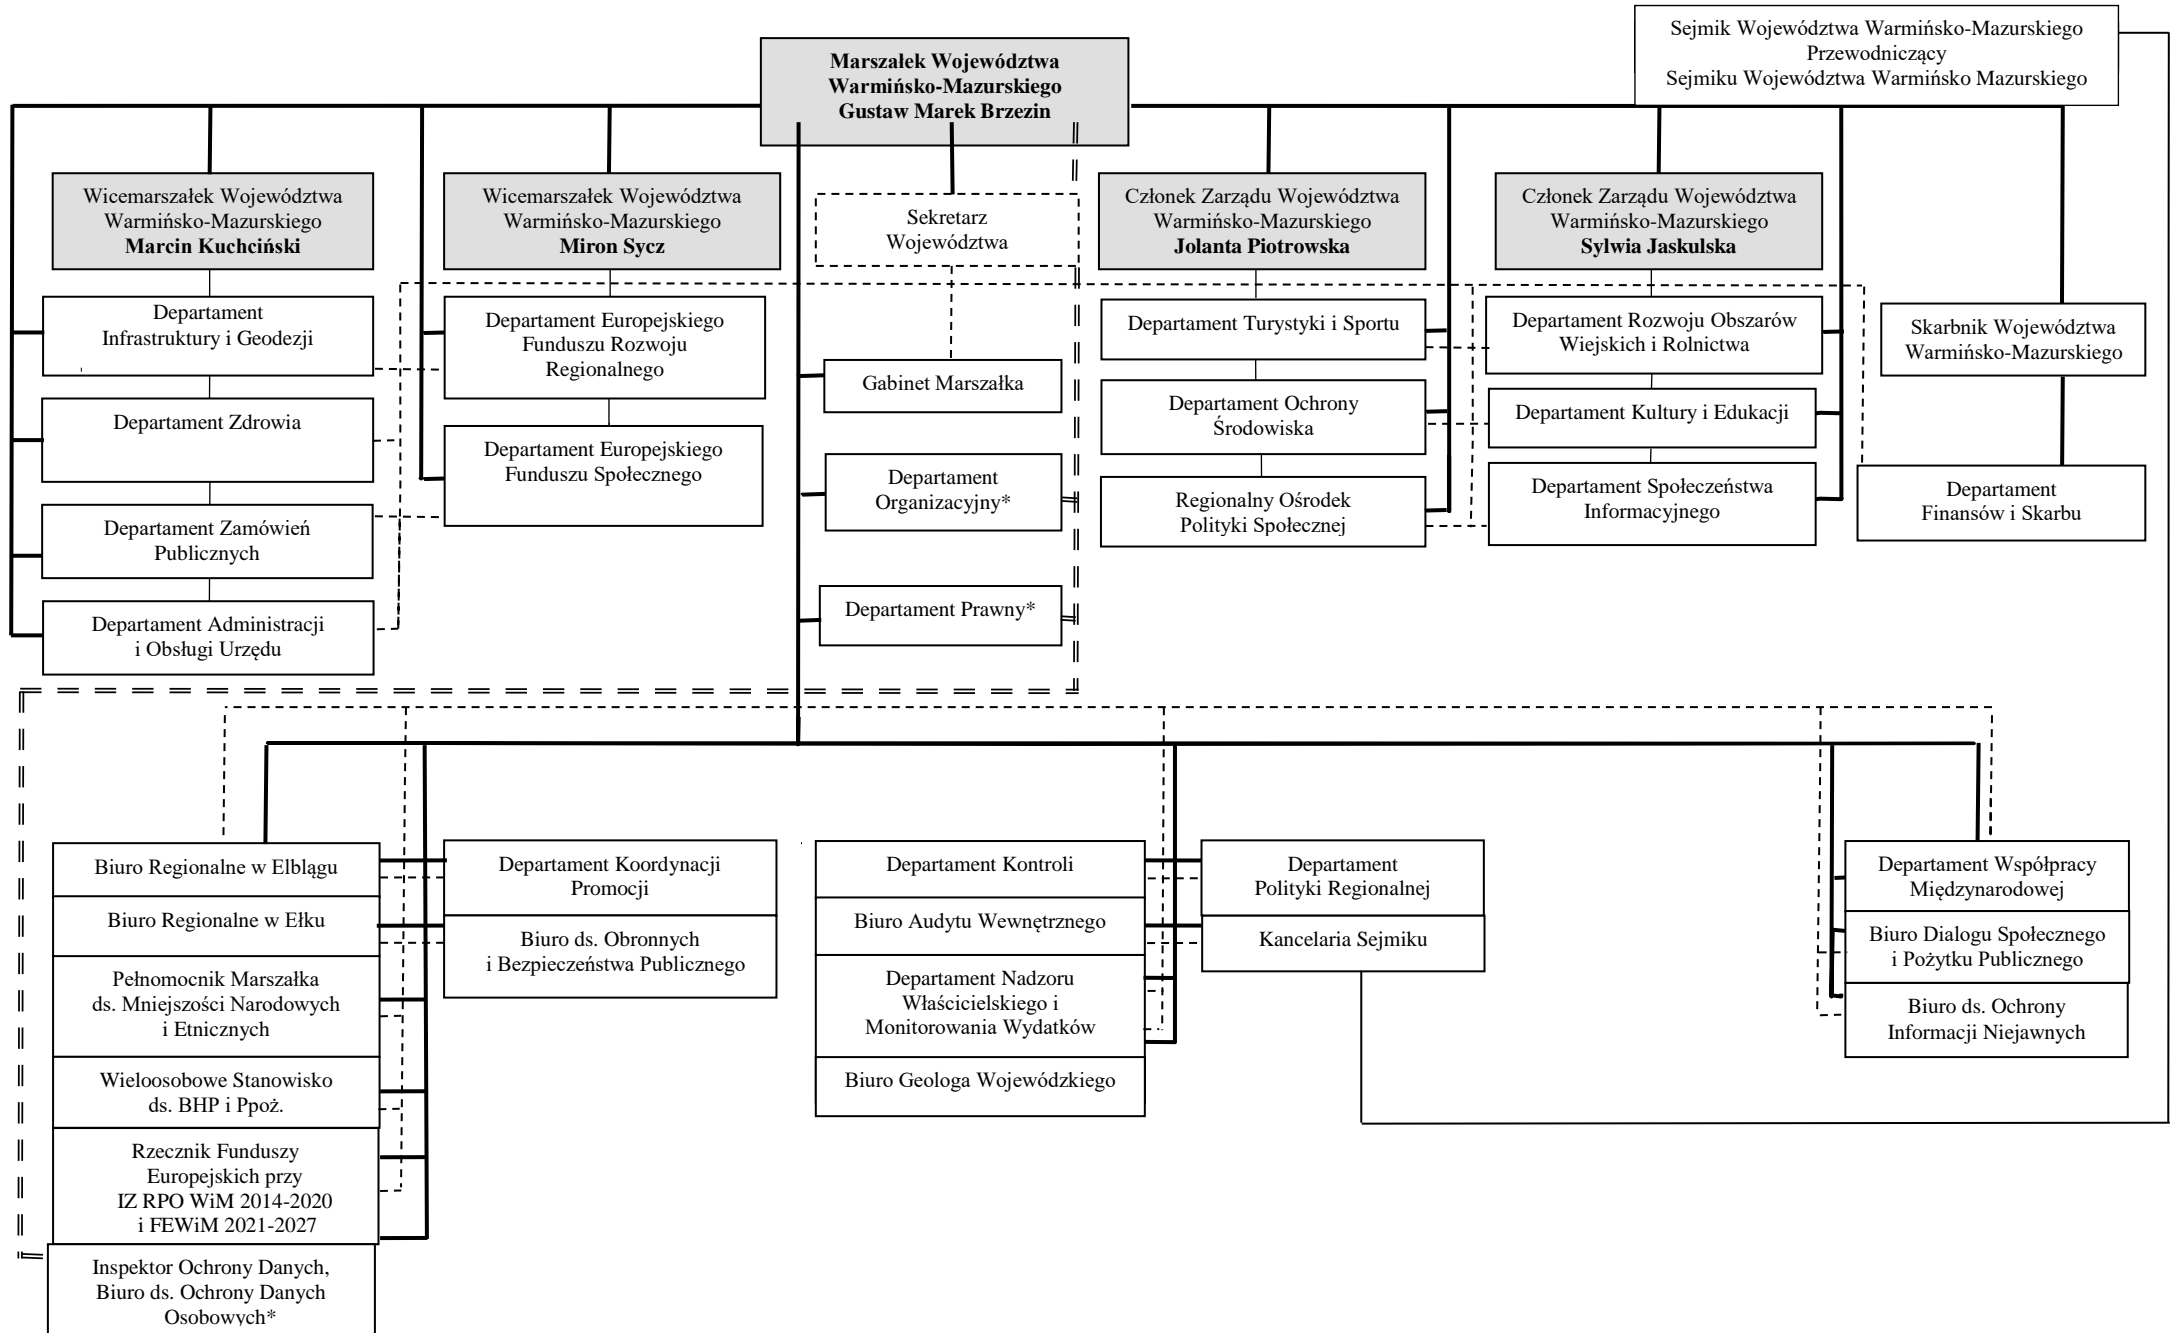 Sejmik Województwa Warmińsko-Mazurskiego
Przewodniczący
Sejmiku Województwa Warmińsko Mazurskiego
Marszałek Województwa
Warmińsko-Mazurskiego
Gustaw Marek Brzezin
Wicemarszałek Województwa
Warmińsko-Mazurskiego
Marcin Kuchciński
Wicemarszałek Województwa
Warmińsko-Mazurskiego
Miron Sycz
Sekretarz
Województwa
Członek Zarządu Województwa
Warmińsko-Mazurskiego
Jolanta Piotrowska
Członek Zarządu Województwa
Warmińsko-Mazurskiego
Sylwia Jaskulska
Departament
Infrastruktury i Geodezji
Departament Zdrowia
Departament Zamówień
Publicznych
Departament Administracji
i Obsługi Urzędu
Departament Europejskiego
Funduszu Rozwoju
Regionalnego
Departament Europejskiego
Funduszu Społecznego
Gabinet Marszałka
Departament
Organizacyjny*
Departament Prawny*
Departament Turystyki i Sportu
Departament Ochrony
Środowiska
Regionalny Ośrodek
Polityki Społecznej
Departament Rozwoju Obszarów
Wiejskich i Rolnictwa
Departament Kultury i Edukacji
Departament Społeczeństwa
Informacyjnego
Skarbnik Województwa
Warmińsko-Mazurskiego
Departament
Finansów i Skarbu
Biuro Regionalne w Elblągu
Biuro Regionalne w Ełku
Pełnomocnik Marszałka
ds. Mniejszości Narodowych
i Etnicznych
Wieloosobowe Stanowisko
ds. BHP i Ppoż.
Rzecznik Funduszy
Europejskich przy
IZ RPO WiM 2014-2020
i FEWiM 2021-2027
Inspektor Ochrony Danych,
Biuro ds. Ochrony Danych
Osobowych*
Departament Koordynacji
Promocji
Biuro ds. Obronnych
i Bezpieczeństwa Publicznego
Departament Kontroli
Biuro Audytu Wewnętrznego
Departament Nadzoru
Właścicielskiego i
Monitorowania Wydatków
Biuro Geologa Wojewódzkiego
Departament
Polityki Regionalnej
Kancelaria Sejmiku
Departament Współpracy
Międzynarodowej
Biuro Dialogu Społecznego
i Pożytku Publicznego
Biuro ds. Ochrony
Informacji Niejawnych